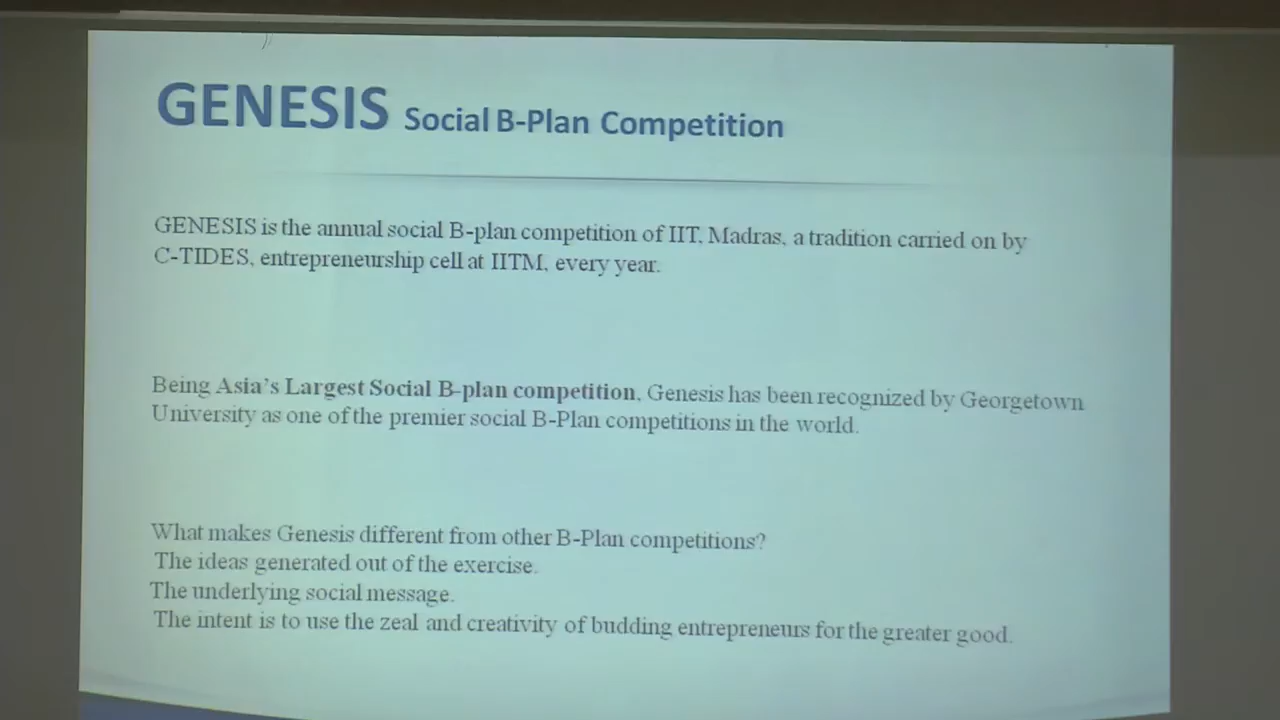 GENESIS Social B-Plan Competition
GENESIS is the annual social B-plan competition of IIT, Madras, a tradition carried on by
C-TIDES, entrepreneurship cell at IITM, every year.
Being Asia's Largest Social B-plan competition, Genesis has been recognized by Georgetown
University as one of the premier social B-Plan competitions in the world.
What makes Genesis different from other B-Plan competitions?
The ideas generated out of the exercise.
The underlying social message.
The intent is to use the zeal and creativity of budding entrepreneurs for the greater good.